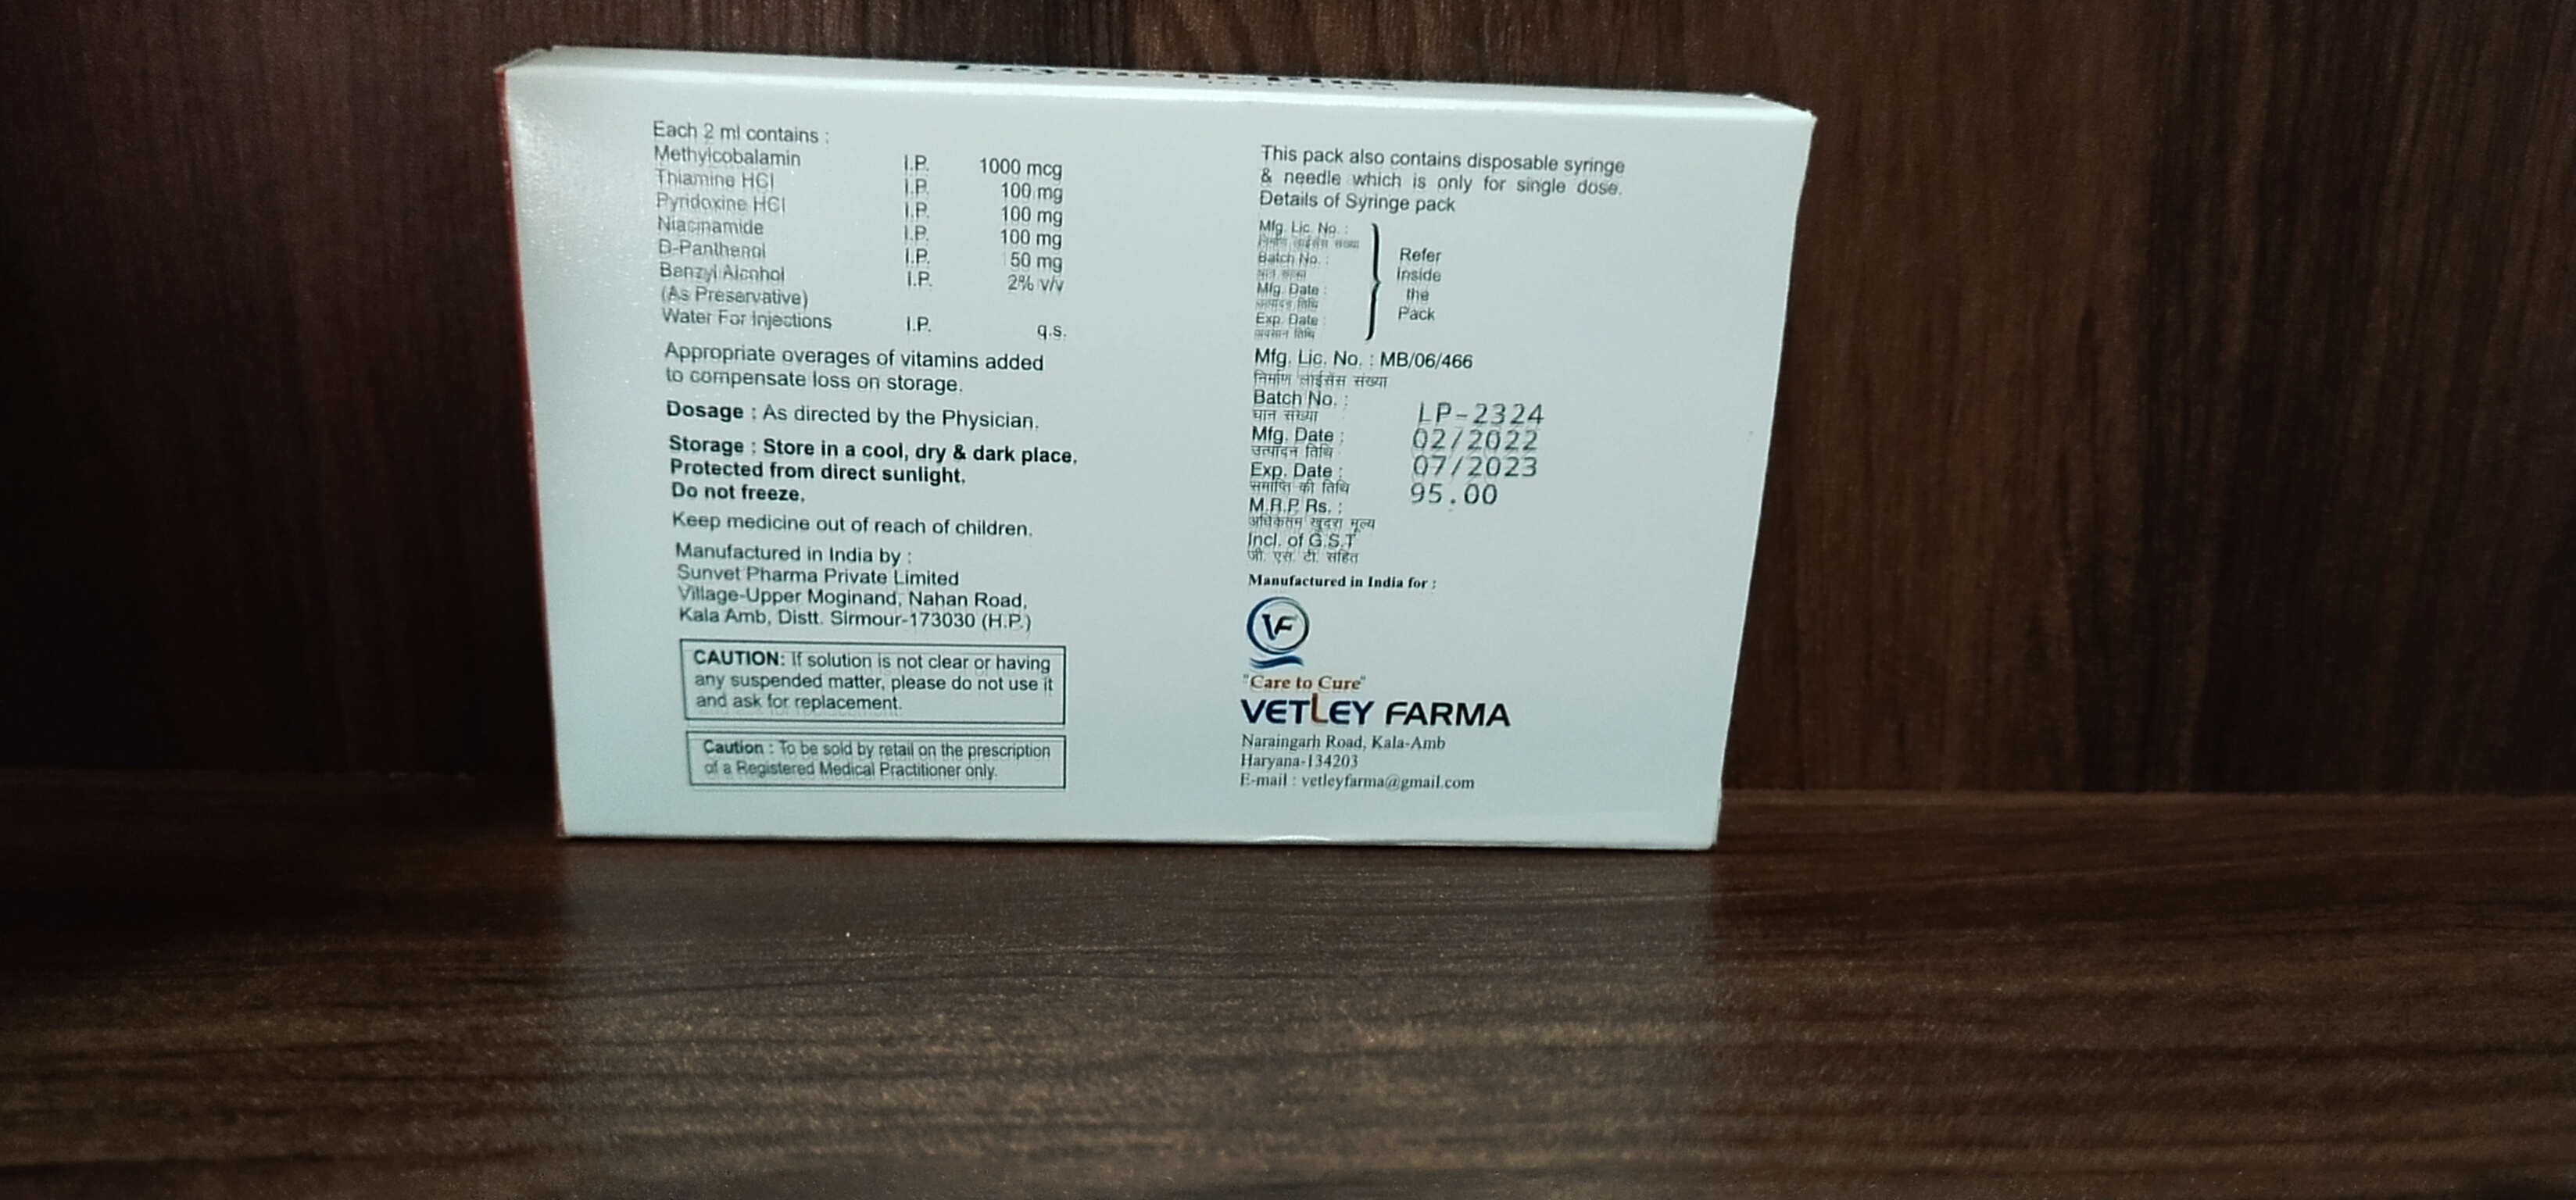 Each 2 ml contains :
Methylcobalamin I.P. 1000 mcg
Thiamine HCl I.P. 100 mg
Pyridoxine HCl I.P. 100 mg
Niacinamide I.P. 100 mg
D-Panthenol I.P. 50 mg
Benzyl Alcohol I.P. 2% v/v
(As Preservative)
Water For Injections I.P. q.s.
Appropriate overages of vitamins added
to compensate loss on storage.
Dosage : As directed by the Physician.
Storage : Store in a cool, dry & dark place,
Protected from direct sunlight,
Do not freeze,
Keep medicine out of reach of children.
Manufactured in India by :
Sunvet Pharma Private Limited
Village-Upper Moginand, Nahan Road,
Kala Amb, Distt. Sirmour-173030 (H.P.)
CAUTION: If solution is not clear or having
any suspended matter, please do not use it
and ask for replacement.
Caution : To be sold by retail on the prescription
of a Registered Medical Practitioner only.
This pack also contains disposable syringe
& needle which is only for single dose.
Details of Syringe pack
Mfg. Lic. No. :
निर्माण लाईसेंस संख्या
Batch No. :
Mfg. Date :
उत्पादन तिथि
Exp. Date :
अवसान तिथि
Refer
Inside
the
Pack
Mfg. Lic. No. : MB/06/466
निर्माण लाईसेंस संख्या
Batch No. : LP-2324
घान संख्या
Mfg. Date : 02/2022
उत्पादन तिथि
Exp. Date : 07/2023
समाप्ति की तिथि
M.R.P. Rs. : 95.00
अधिकतम खुदरा मूल्य
Incl. of G.S.T
जी. एस. टी. सहित
Manufactured in India for :
VF
"Care to Cure"
VETLEY FARMA
Naraingarh Road, Kala-Amb
Haryana-134203
E-mail : vetleyfarma@gmail.com